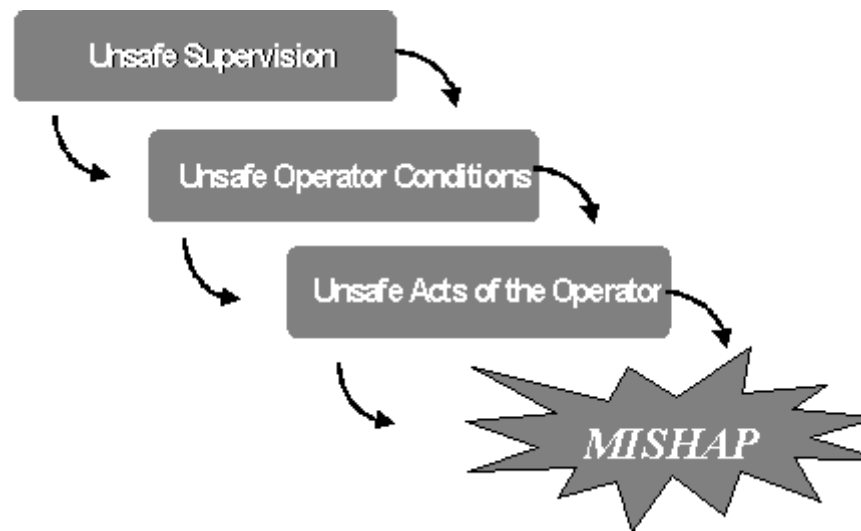 Unsafe Supervision
Unsafe Operator Conditions
Unsafe Acts of the Operator
MISHAP